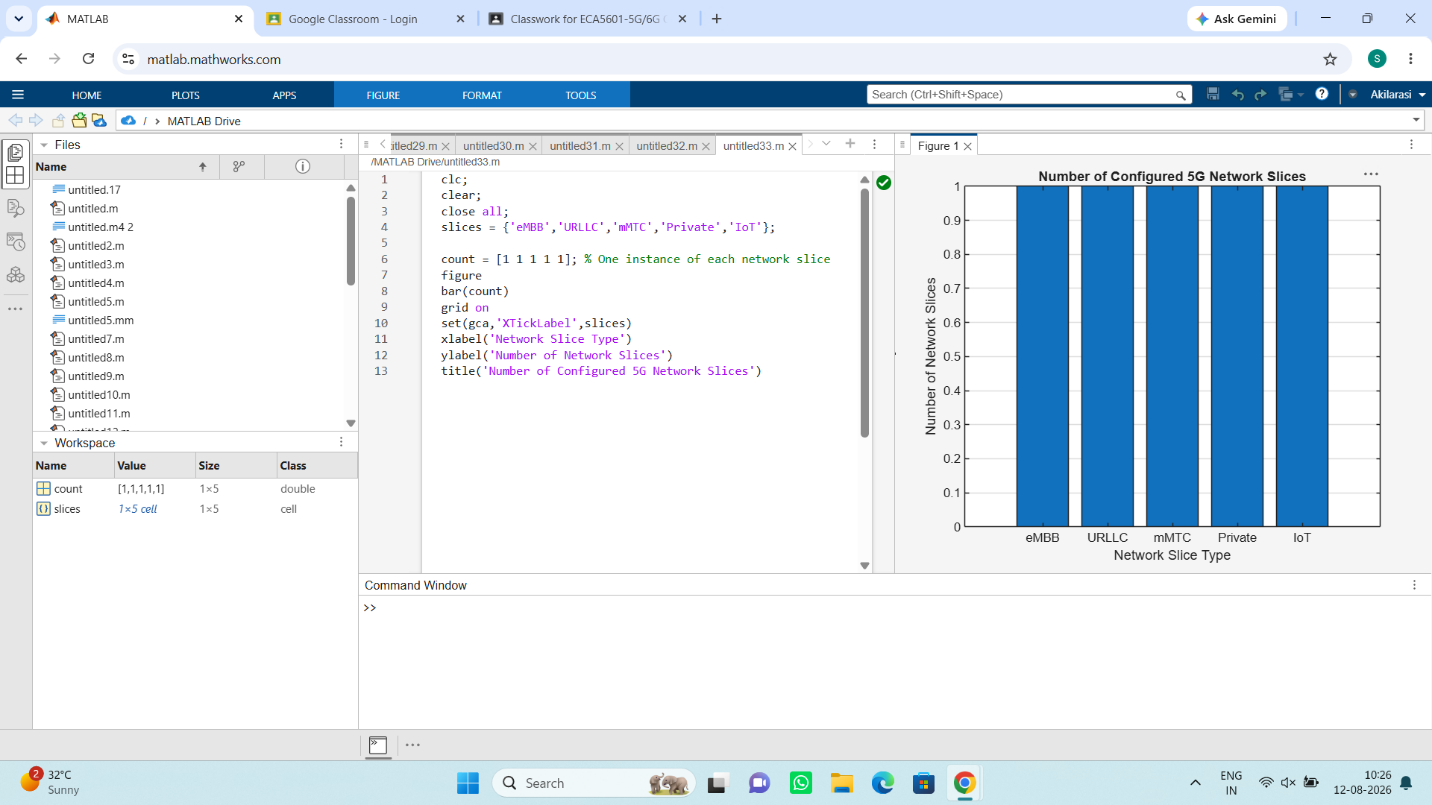 MATLAB
Google Classroom - Login
Classwork for ECA5601-5G/6G
Ask Gemini
matlab.mathworks.com
S
HOME
PLOTS
APPS
FIGURE
FORMAT
TOOLS
Search (Ctrl+Shift+Space)
Akilarasi
/ › MATLAB Drive
Files
Name
untitled.17
untitled.m
untitled.m4 2
untitled2.m
untitled3.m
untitled4.m
untitled5.m
untitled5.mm
untitled7.m
untitled8.m
untitled9.m
untitled10.m
untitled11.m
Workspace
Name Value Size Class
count [1,1,1,1,1] 1×5 double
slices 1×5 cell 1×5 cell
itled29.m
untitled30.m
untitled31.m
untitled32.m
untitled33.m
/MATLAB Drive/untitled33.m
1 clc;
2 clear;
3 close all;
4 slices = {'eMBB','URLLC','mMTC','Private','IoT'};
5
6 count = [1 1 1 1 1]; % One instance of each network slice
7 figure
8 bar(count)
9 grid on
10 set(gca,'XTickLabel',slices)
11 xlabel('Network Slice Type')
12 ylabel('Number of Network Slices')
13 title('Number of Configured 5G Network Slices')
Figure 1
Number of Configured 5G Network Slices
Number of Network Slices
1
0.9
0.8
0.7
0.6
0.5
0.4
0.3
0.2
0.1
0
eMBB URLLC mMTC Private IoT
Network Slice Type
Command Window
>>
2
32°C
Sunny
Search
ENG
IN
10:26
12-08-2026